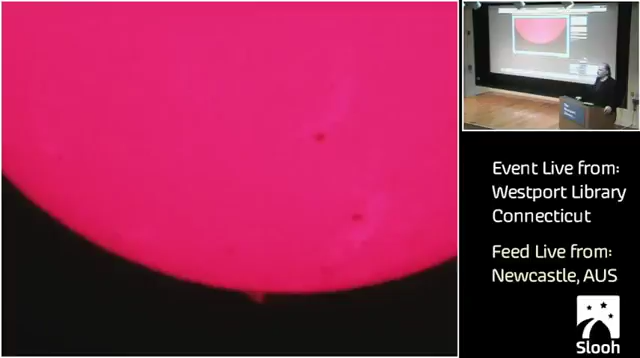 Event Live from:
Westport Library
Connecticut
Feed Live from:
Newcastle, AUS
Slooh